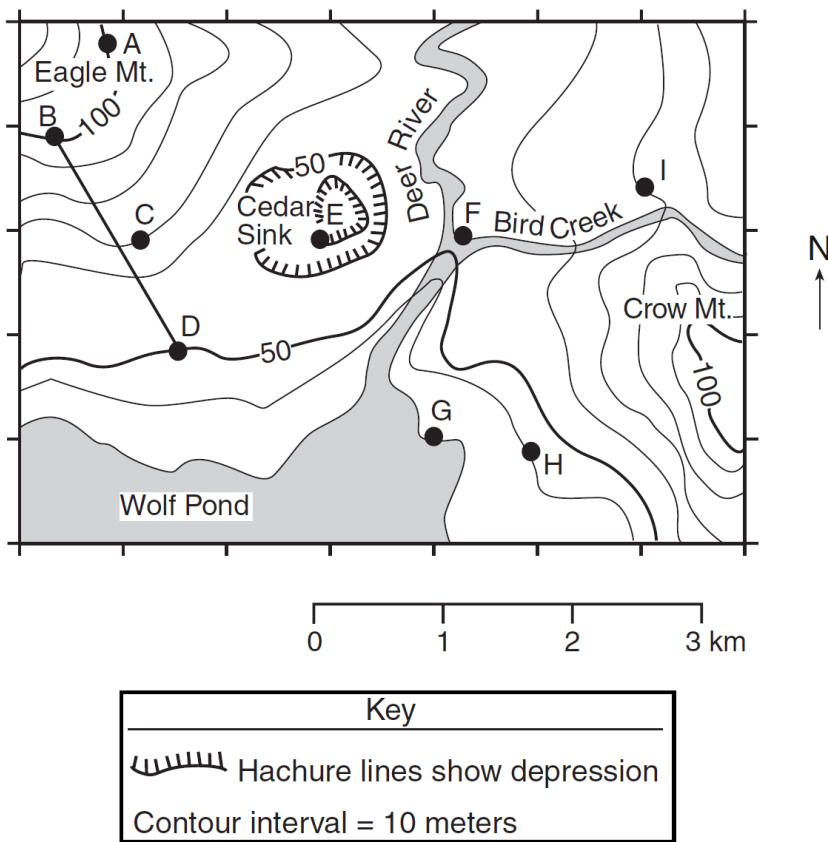 A
Eagle Mt.
B
100
50
Deer River
I
C
Cedar
Sink
E
F
Bird Creek
N
Crow Mt.
D
50
100
G
H
Wolf Pond
0 1 2 3 km
Key
Hachure lines show depression
Contour interval = 10 meters